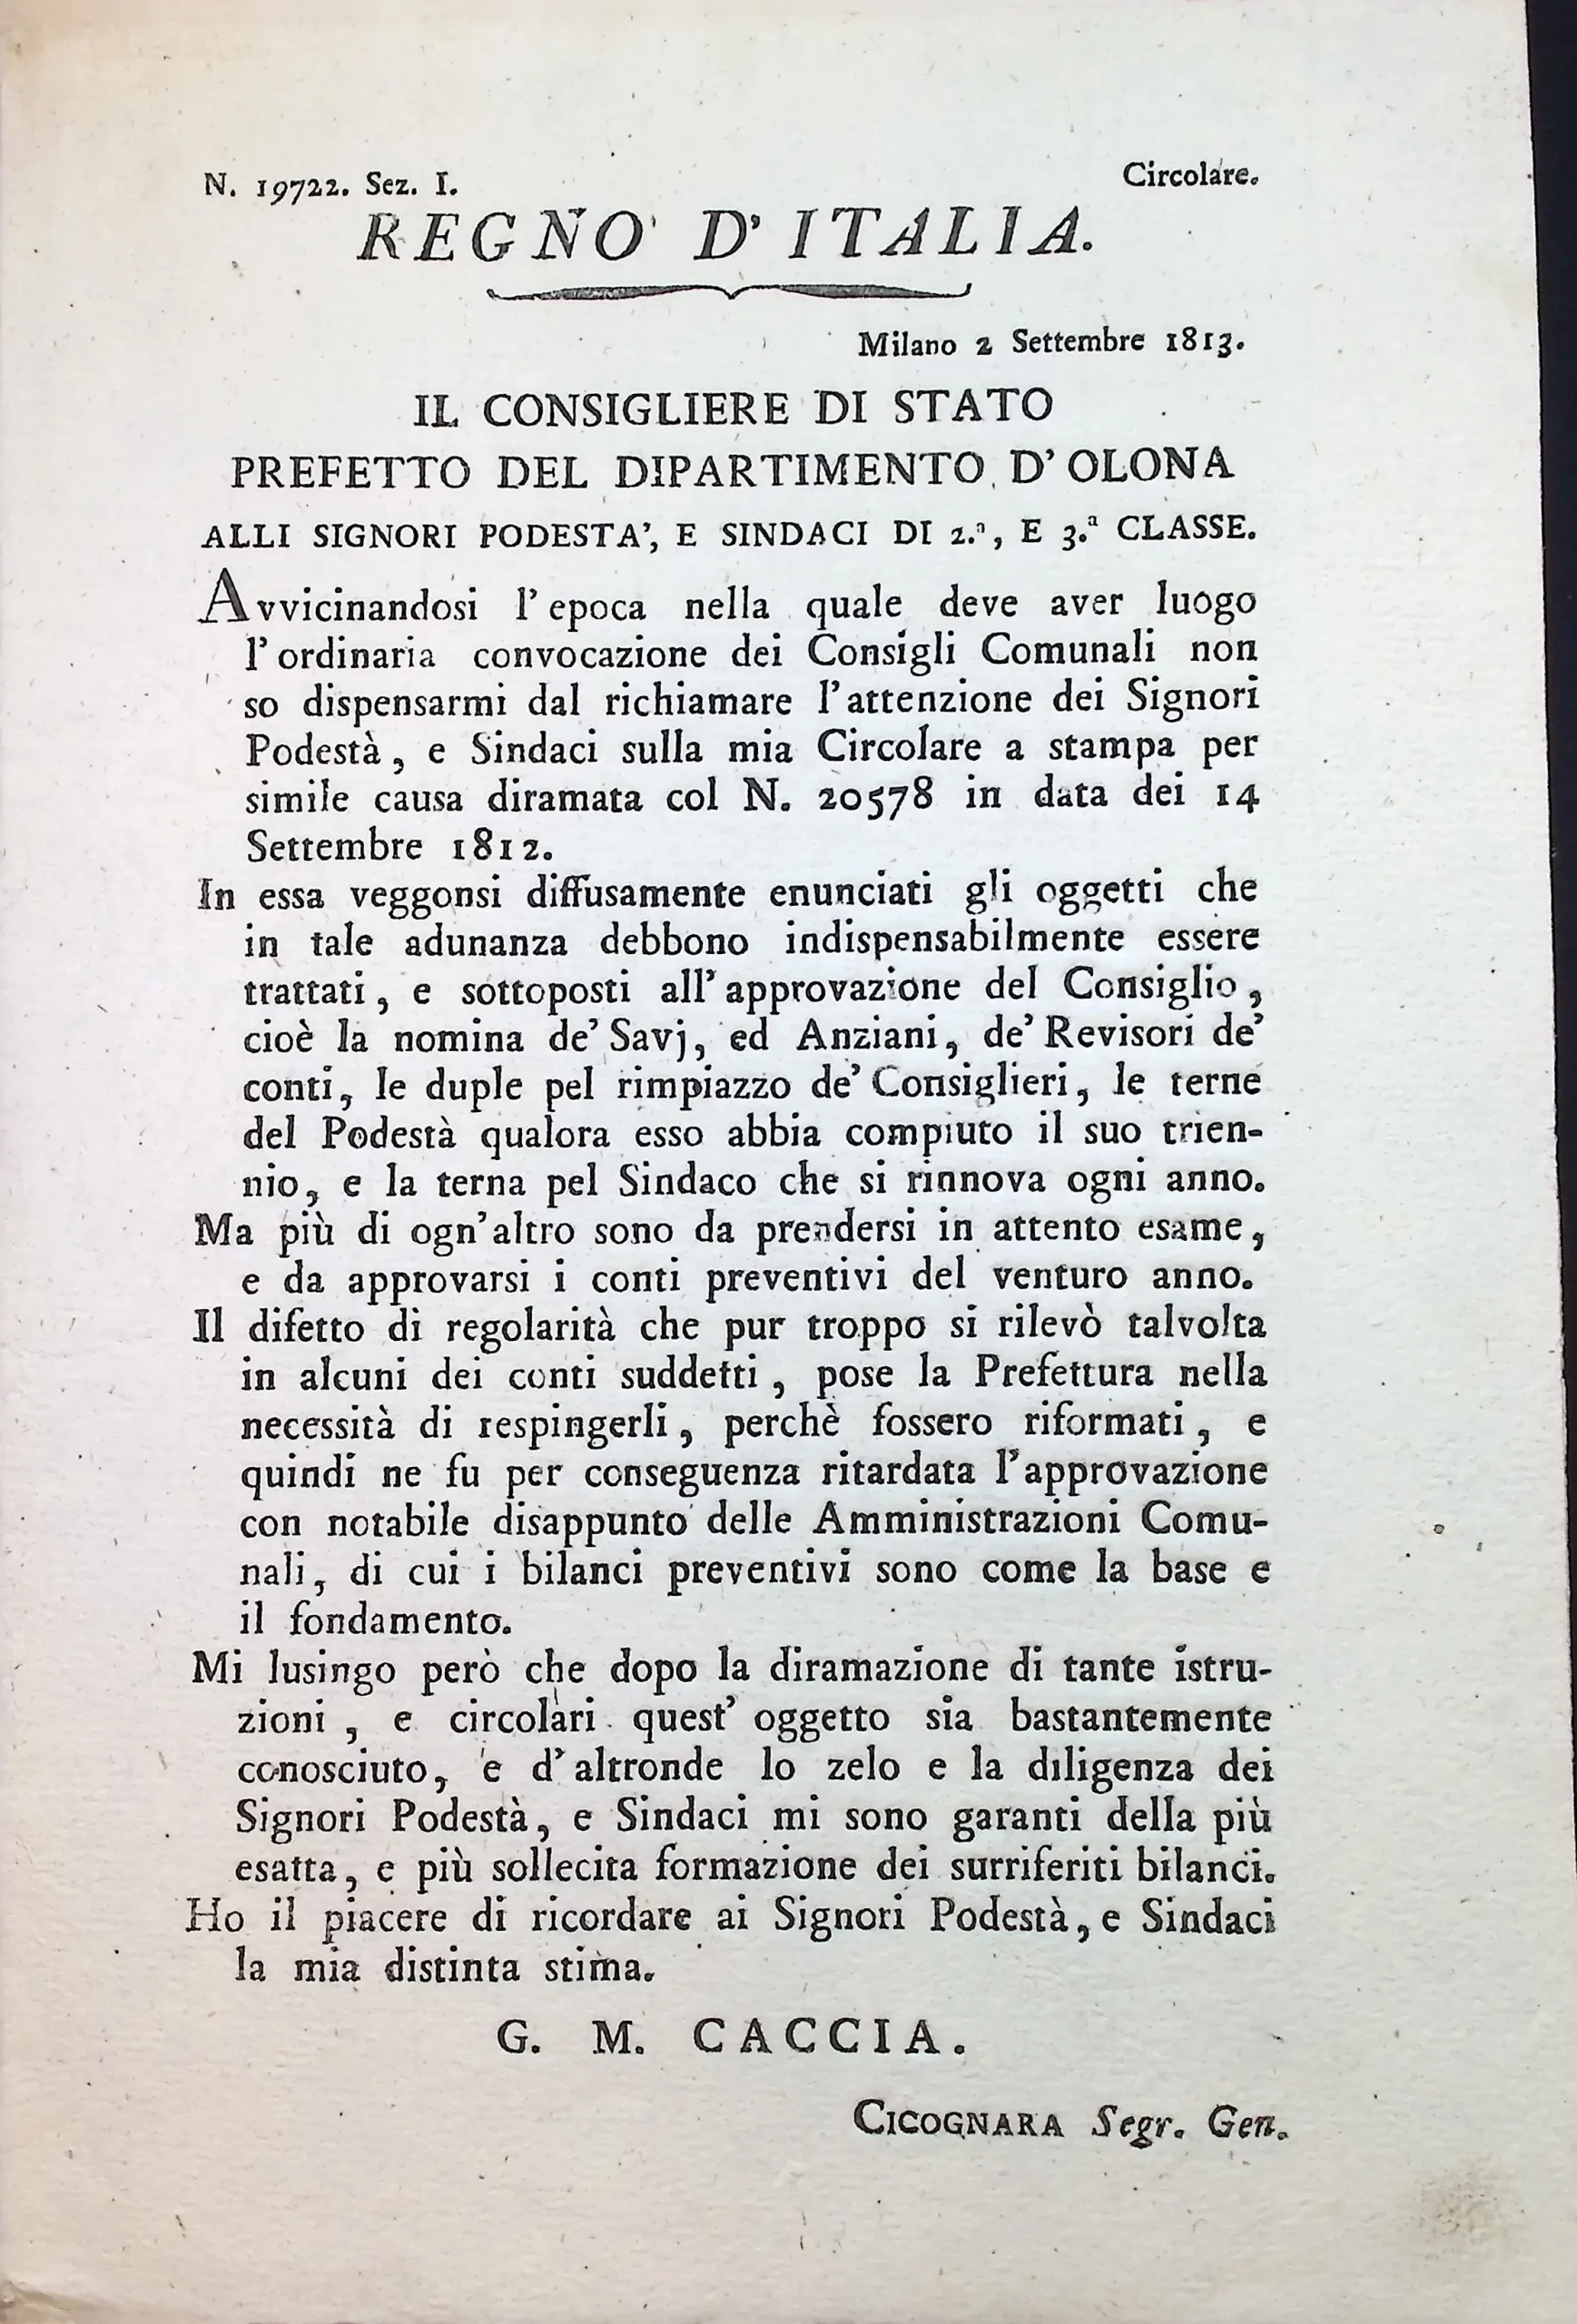 N. 19722. Sez. I.
Circolare.
REGNO D' ITALIA.
Milano 2 Settembre 1813.
IL CONSIGLIERE DI STATO
PREFETTO DEL DIPARTIMENTO D' OLONA
ALLI SIGNORI PODESTA', E SINDACI DI 2.ª, E 3.ª CLASSE.
Avvicinandosi l' epoca nella quale deve aver luogo
l' ordinaria convocazione dei Consigli Comunali non
so dispensarmi dal richiamare l' attenzione dei Signori
Podestà, e Sindaci sulla mia Circolare a stampa per
simile causa diramata col N. 20578 in data dei 14
Settembre 1812.
In essa veggonsi diffusamente enunciati gli oggetti che
in tale adunanza debbono indispensabilmente essere
trattati, e sottoposti all' approvazione del Consiglio,
cioè la nomina de' Savj, ed Anziani, de' Revisori de'
conti, le duple pel rimpiazzo de' Consiglieri, le terne
del Podestà qualora esso abbia compiuto il suo trien-
nio, e la terna pel Sindaco che si rinnova ogni anno.
Ma più di ogn' altro sono da prendersi in attento esame,
e da approvarsi i conti preventivi del venturo anno.
Il difetto di regolarità che pur troppo si rilevò talvolta
in alcuni dei conti suddetti, pose la Prefettura nella
necessità di respingerli, perchè fossero riformati, e
quindi ne fu per conseguenza ritardata l' approvazione
con notabile disappunto delle Amministrazioni Comu-
nali, di cui i bilanci preventivi sono come la base e
il fondamento.
Mi lusingo però che dopo la diramazione di tante istru-
zioni, e circolari quest' oggetto sia bastantemente
conosciuto, e d' altronde lo zelo e la diligenza dei
Signori Podestà, e Sindaci mi sono garanti della più
esatta, e più sollecita formazione dei surriferiti bilanci.
Ho il piacere di ricordare ai Signori Podestà, e Sindaci
la mia distinta stima.
G. M. CACCIA.
CICOGNARA Segr. Gen.